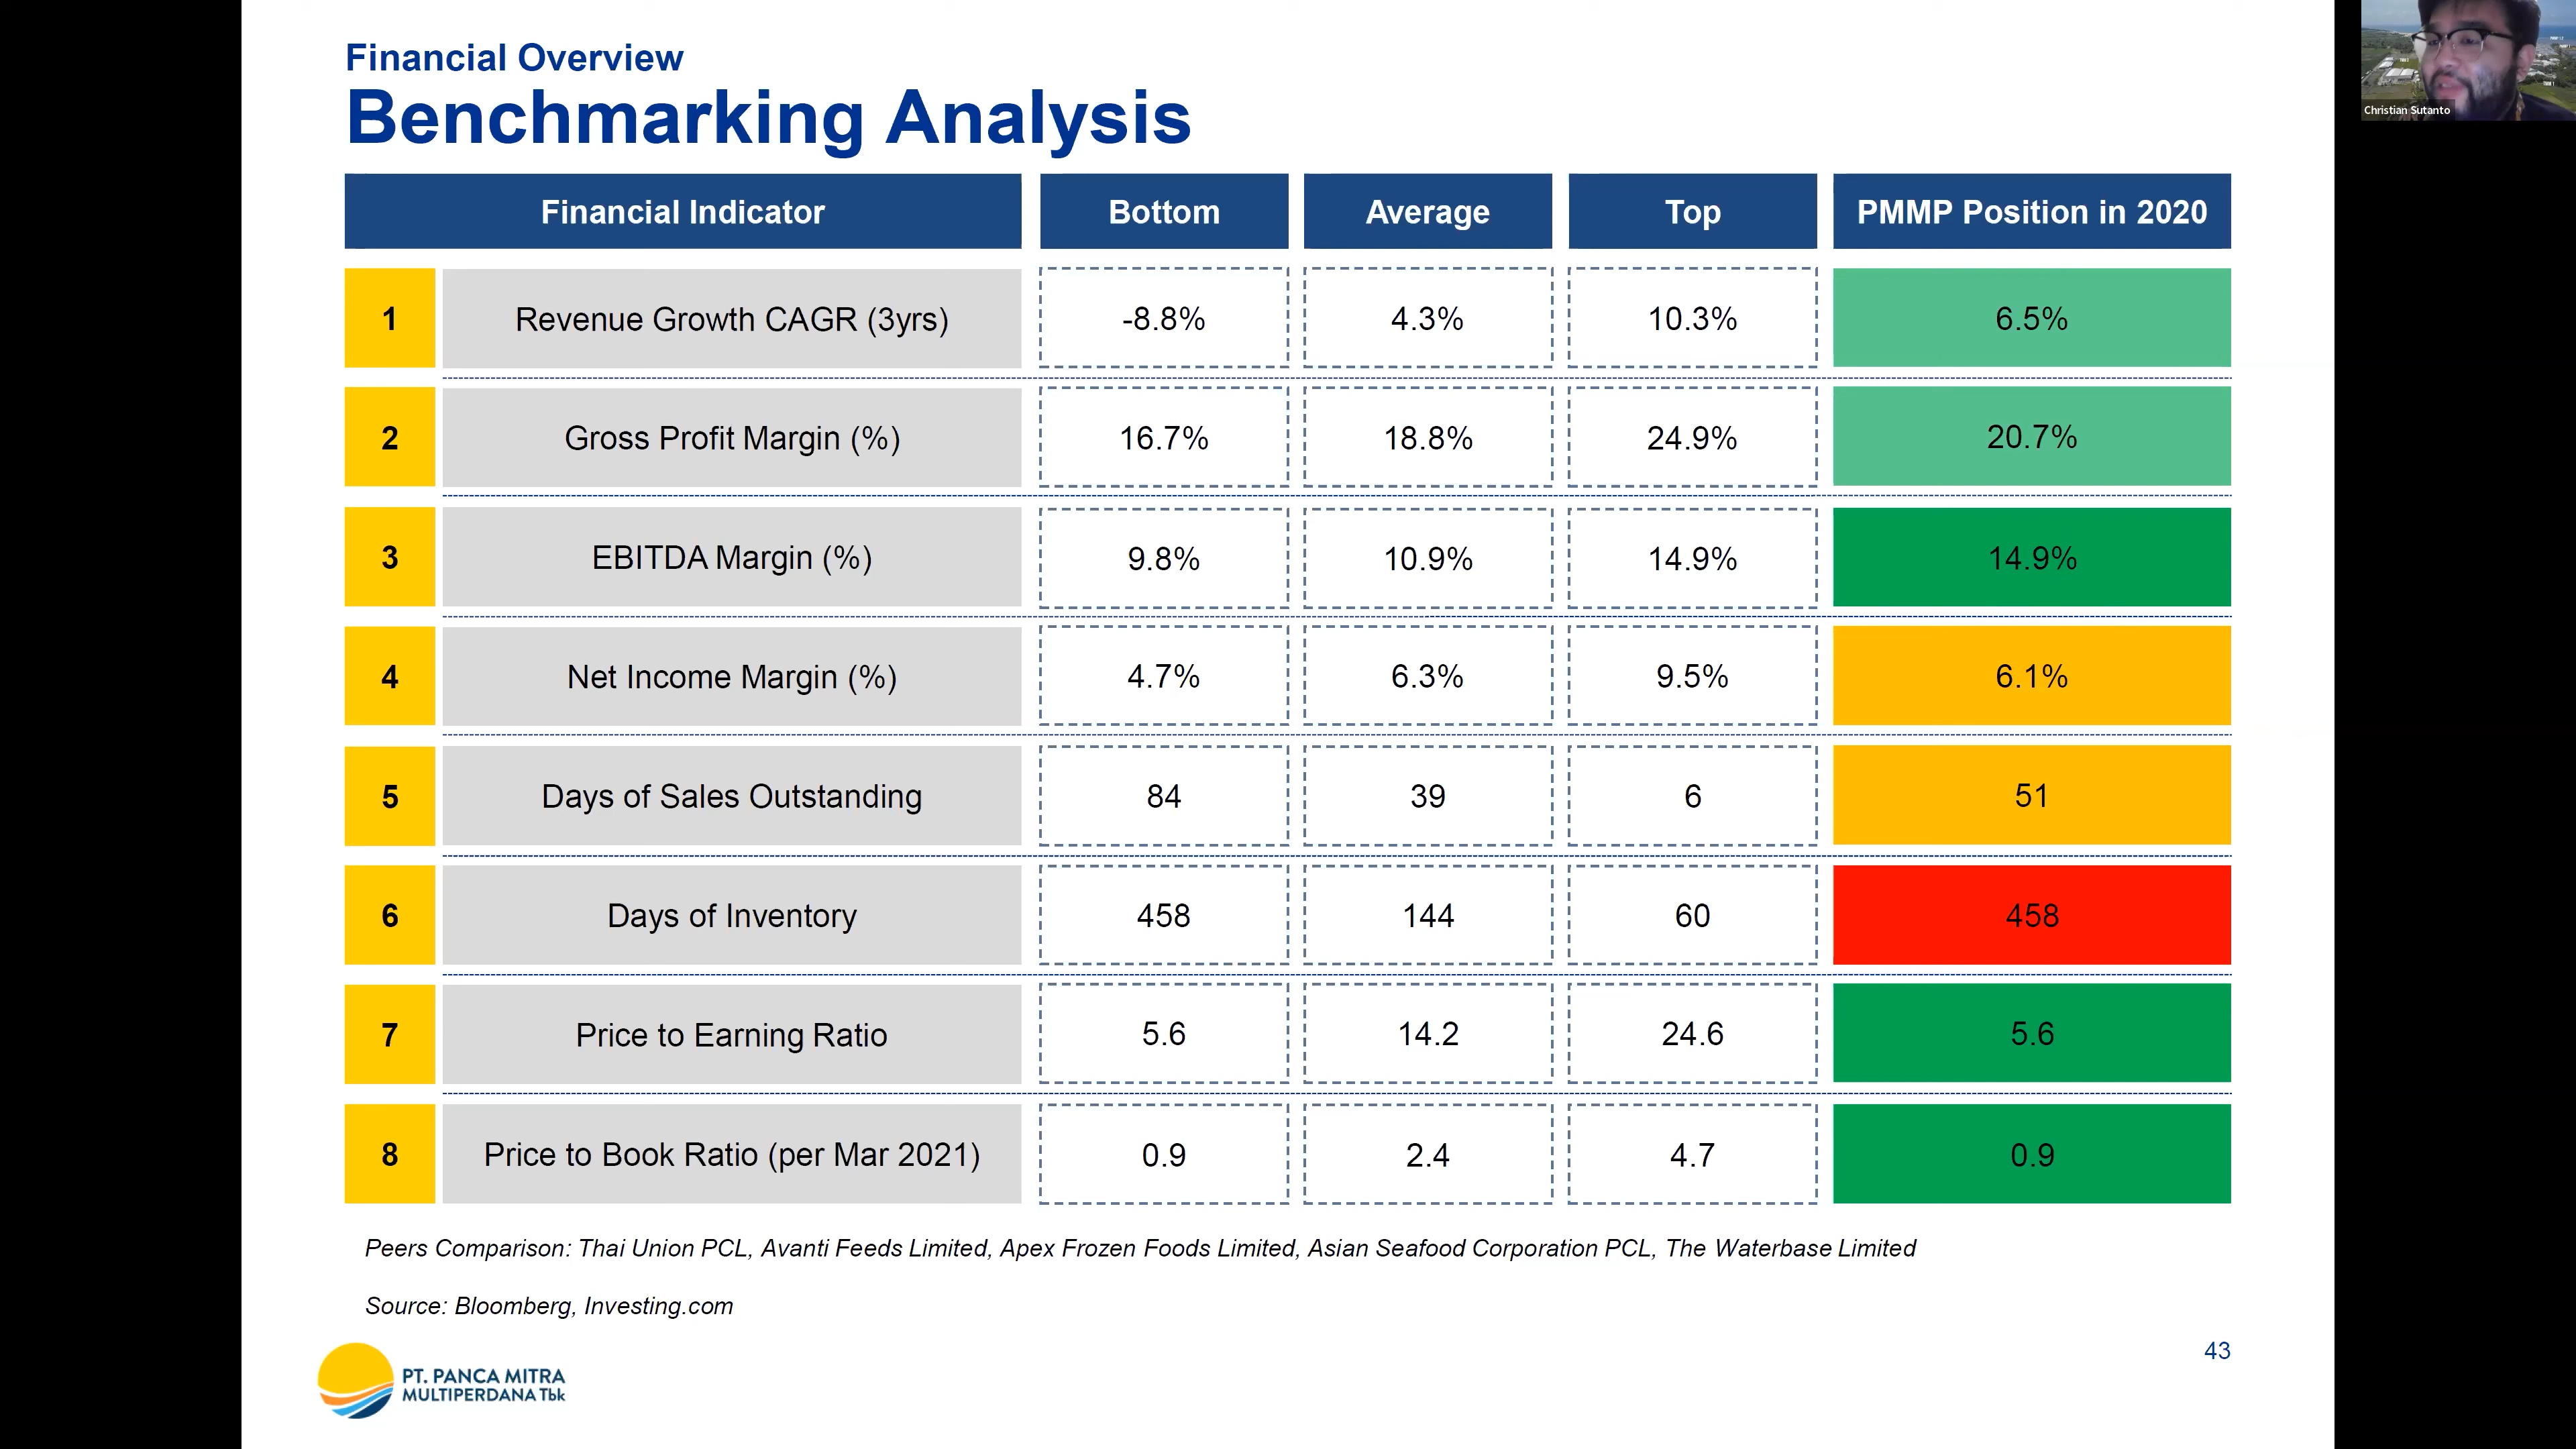 Financial Overview
Benchmarking Analysis
Christian Sutanto
Financial Indicator Bottom Average Top PMMP Position in 2020
1 Revenue Growth CAGR (3yrs) -8.8% 4.3% 10.3% 6.5%
2 Gross Profit Margin (%) 16.7% 18.8% 24.9% 20.7%
3 EBITDA Margin (%) 9.8% 10.9% 14.9% 14.9%
4 Net Income Margin (%) 4.7% 6.3% 9.5% 6.1%
5 Days of Sales Outstanding 84 39 6 51
6 Days of Inventory 458 144 60 458
7 Price to Earning Ratio 5.6 14.2 24.6 5.6
8 Price to Book Ratio (per Mar 2021) 0.9 2.4 4.7 0.9
Peers Comparison: Thai Union PCL, Avanti Feeds Limited, Apex Frozen Foods Limited, Asian Seafood Corporation PCL, The Waterbase Limited
Source: Bloomberg, Investing.com
43
PT. PANCA MITRA
MULTIPERDANA Tbk